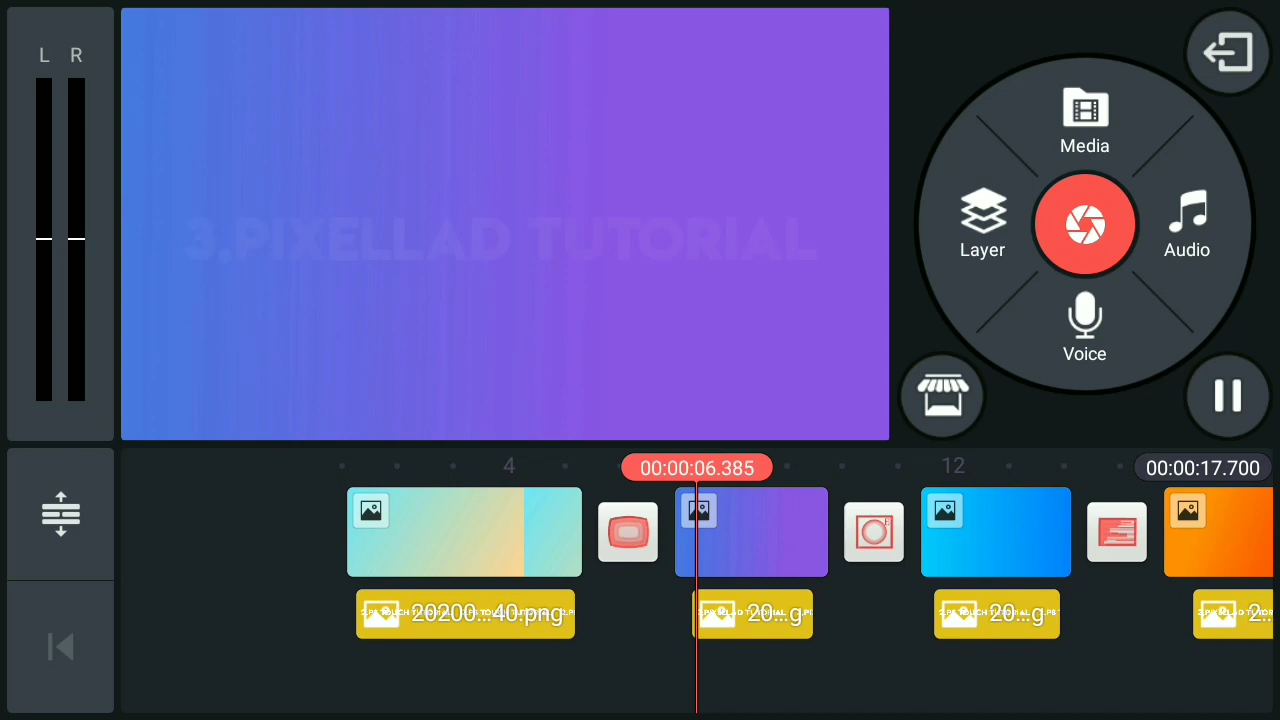 L R
3.PIXELLAD TUTORIAL
Media
Layer
Audio
Voice
4
00:00:06.385
12
00:00:17.700
20200...40.png
20...g
20...g
2...